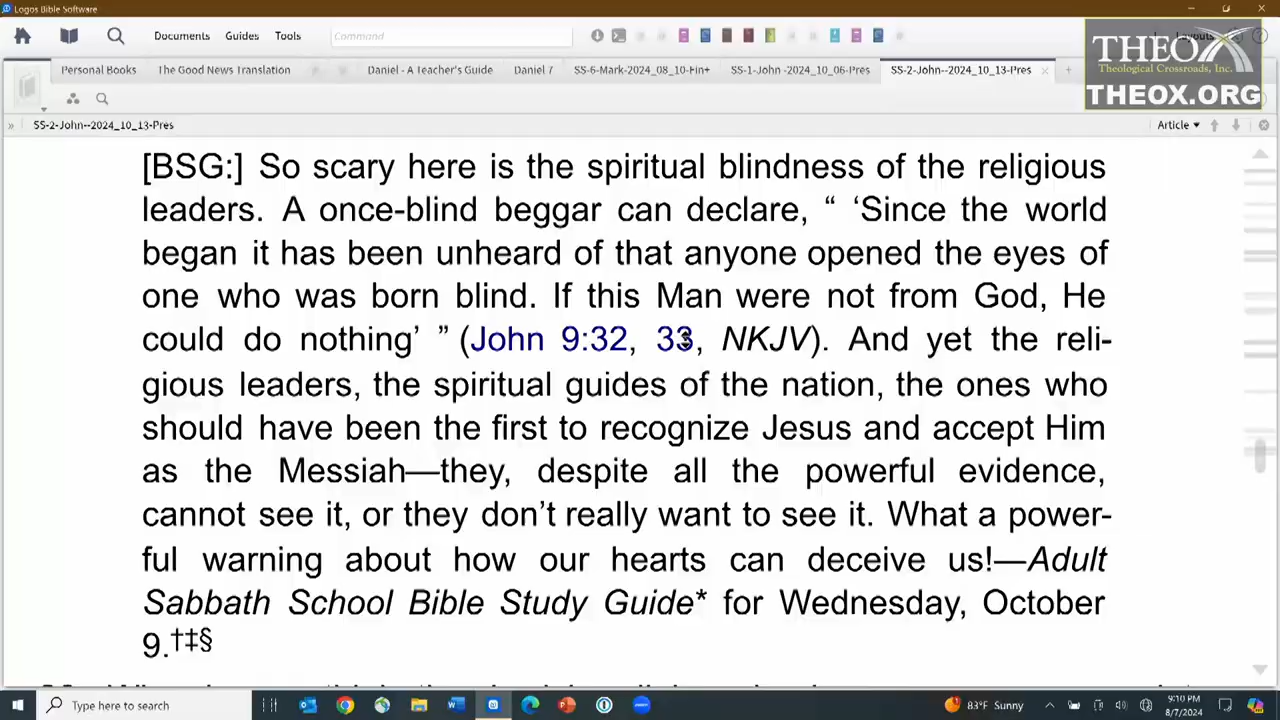 Logos Bible Software
Documents Guides Tools Command Layouts
THEOX
Theological Crossroads, Inc.
THEOX.ORG
Personal Books The Good News Translation Daniel 7 SS-6-Mark--2024_08_10-Fin+ SS-1-John-:2024_10_06-Pres SS-2-John--2024_10_13-Pres
SS-2-John--2024_10_13-Pres Article
[BSG:] So scary here is the spiritual blindness of the religious
leaders. A once-blind beggar can declare, “ ‘Since the world
began it has been unheard of that anyone opened the eyes of
one who was born blind. If this Man were not from God, He
could do nothing’ ” (John 9:32, 33, NKJV). And yet the reli-
gious leaders, the spiritual guides of the nation, the ones who
should have been the first to recognize Jesus and accept Him
as the Messiah—they, despite all the powerful evidence,
cannot see it, or they don’t really want to see it. What a power-
ful warning about how our hearts can deceive us!—Adult
Sabbath School Bible Study Guide* for Wednesday, October
9.†‡§
Type here to search 83°F Sunny 9:10 PM
8/7/2024